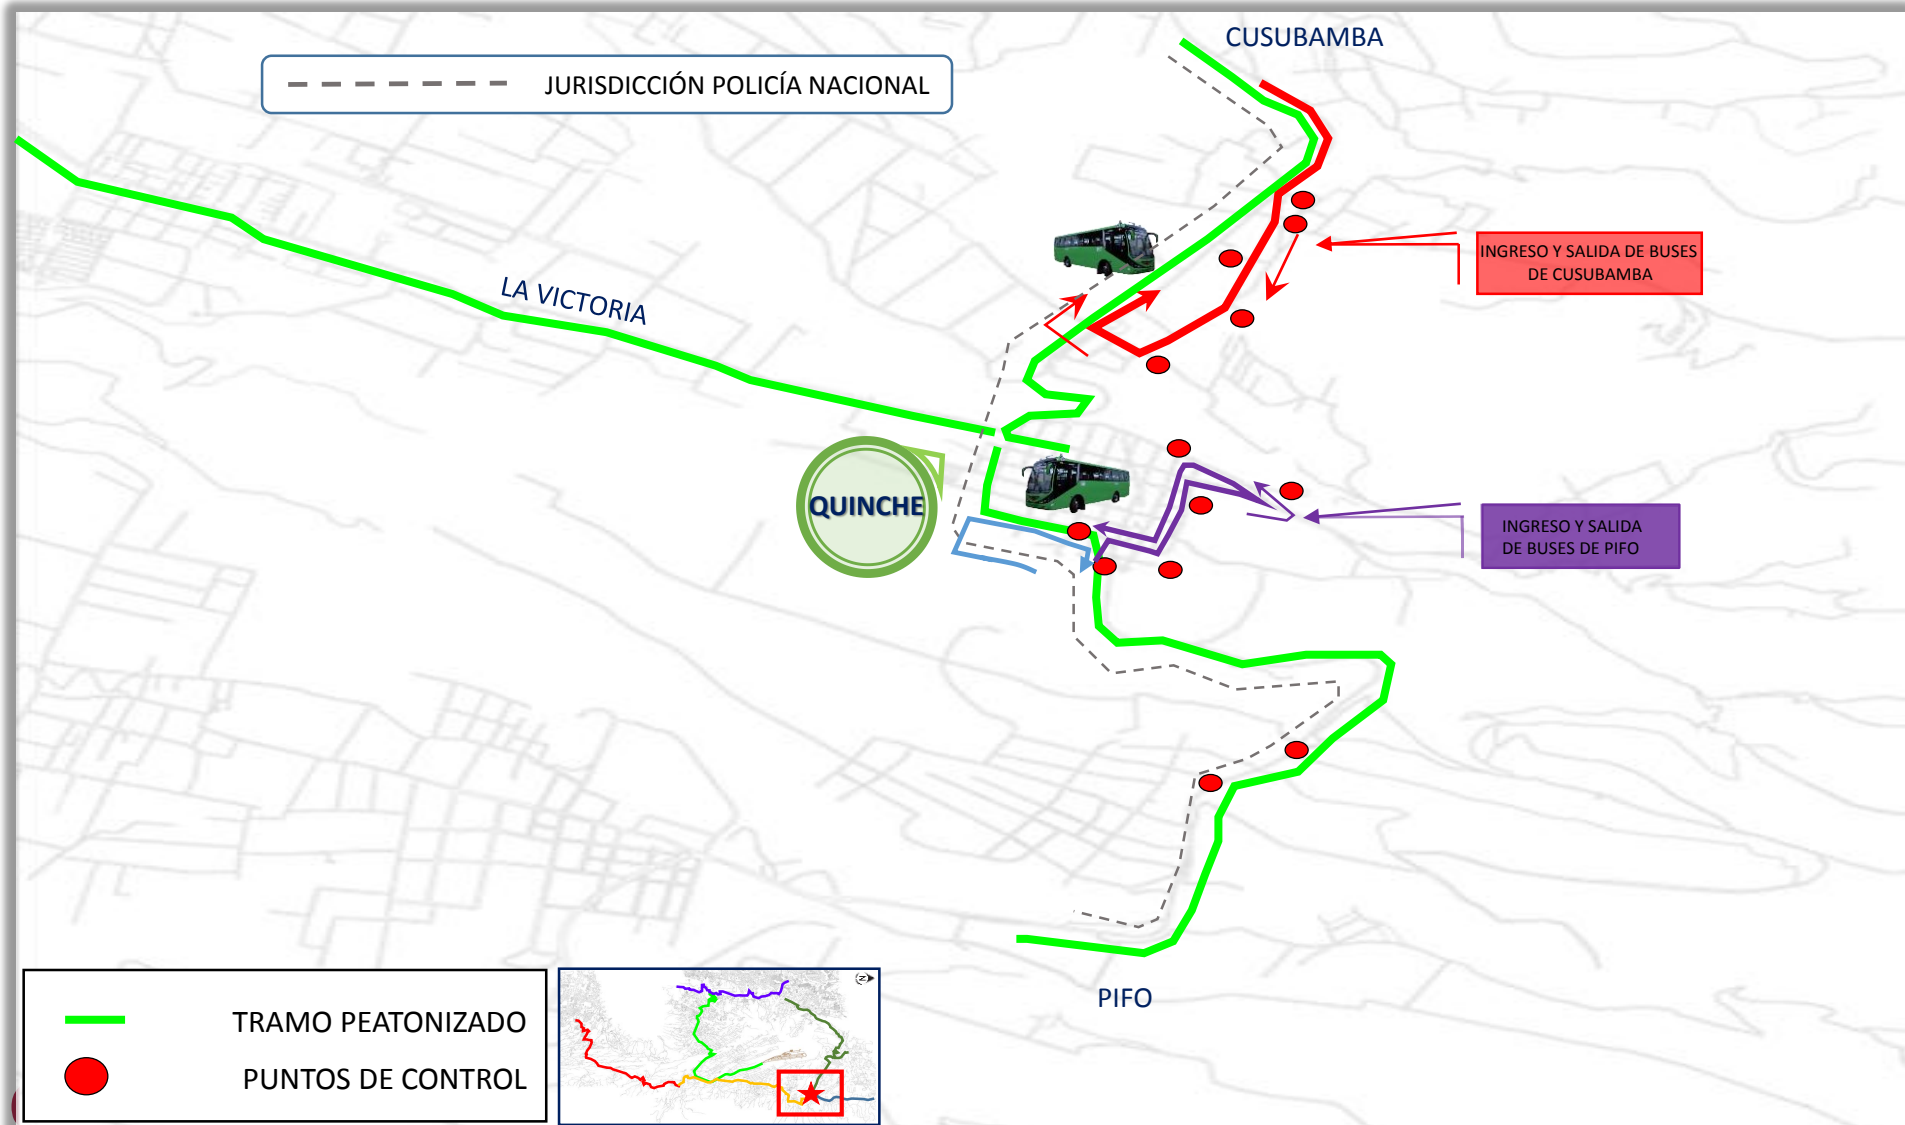 CUSUBAMBA
JURISDICCIÓN POLICÍA NACIONAL
INGRESO Y SALIDA DE BUSES
DE CUSUBAMBA
LA VICTORIA
QUINCHE
INGRESO Y SALIDA
DE BUSES DE PIFO
PIFO
TRAMO PEATONIZADO
PUNTOS DE CONTROL
N